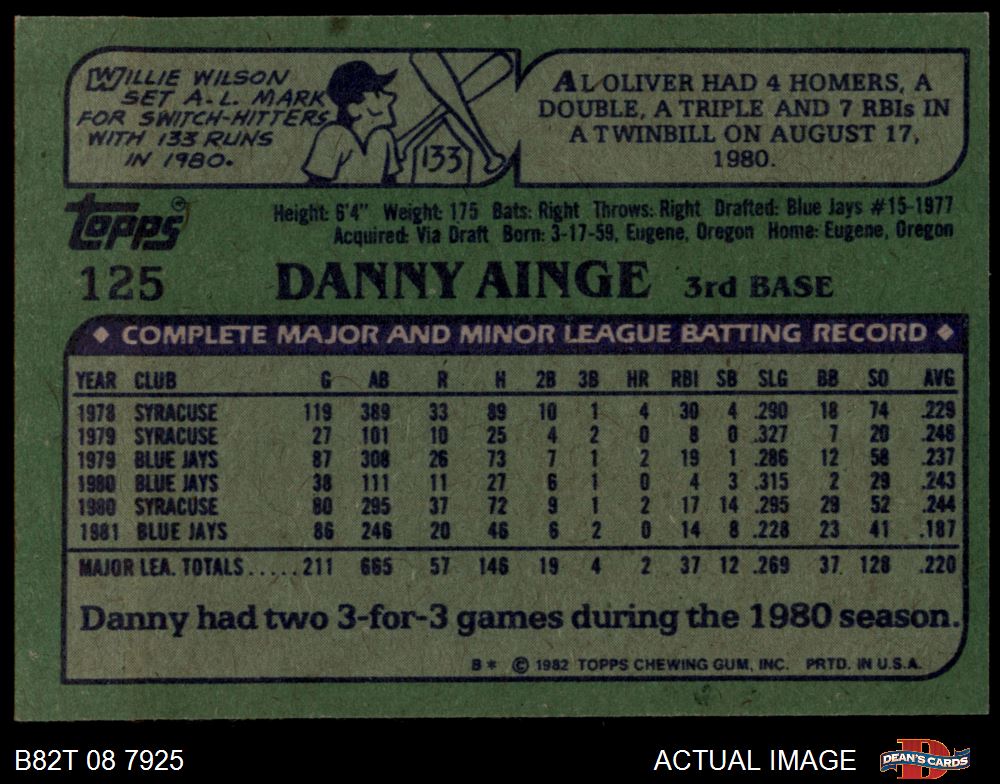 WILLIE WILSON
SET A.L. MARK
FOR SWITCH-HITTERS
WITH 133 RUNS
IN 1980.
133
AL OLIVER HAD 4 HOMERS, A
DOUBLE, A TRIPLE AND 7 RBIs IN
A TWINBILL ON AUGUST 17,
1980.
topps®
Height: 6'4" Weight: 175 Bats: Right Throws: Right Drafted: Blue Jays #15-1977
Acquired: Via Draft Born: 3-17-59, Eugene, Oregon Home: Eugene, Oregon
125 DANNY AINGE 3rd BASE
◆ COMPLETE MAJOR AND MINOR LEAGUE BATTING RECORD ◆
YEAR CLUB G AB R H 2B 3B HR RBI SB SLG BB SO AVG
1978 SYRACUSE 119 389 33 89 10 1 4 30 4 .290 18 74 .229
1979 SYRACUSE 27 101 10 25 4 2 0 8 0 .327 7 20 .248
1979 BLUE JAYS 87 308 26 73 7 1 2 19 1 .286 12 58 .237
1980 BLUE JAYS 38 111 11 27 6 1 0 4 3 .315 2 29 .243
1980 SYRACUSE 80 295 37 72 9 1 2 17 14 .295 29 52 .244
1981 BLUE JAYS 86 246 20 46 6 2 0 14 8 .228 23 41 .187
MAJOR LEA. TOTALS.....211 665 57 146 19 4 2 37 12 .269 37 128 .220
Danny had two 3-for-3 games during the 1980 season.
B* © 1982 TOPPS CHEWING GUM, INC. PRTD. IN U.S.A.
B82T 08 7925 ACTUAL IMAGE
D
DEAN'S CARDS